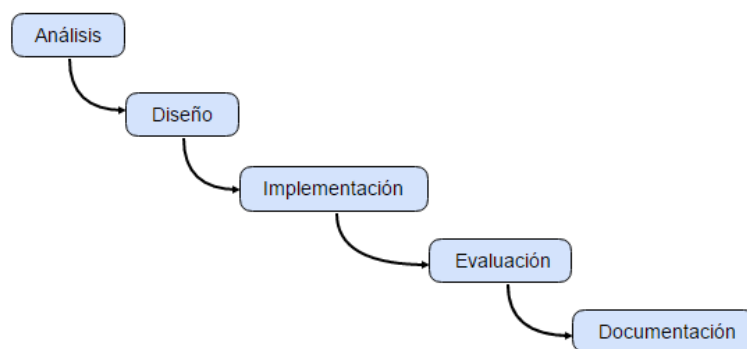 Análisis
Diseño
Implementación
Evaluación
Documentación